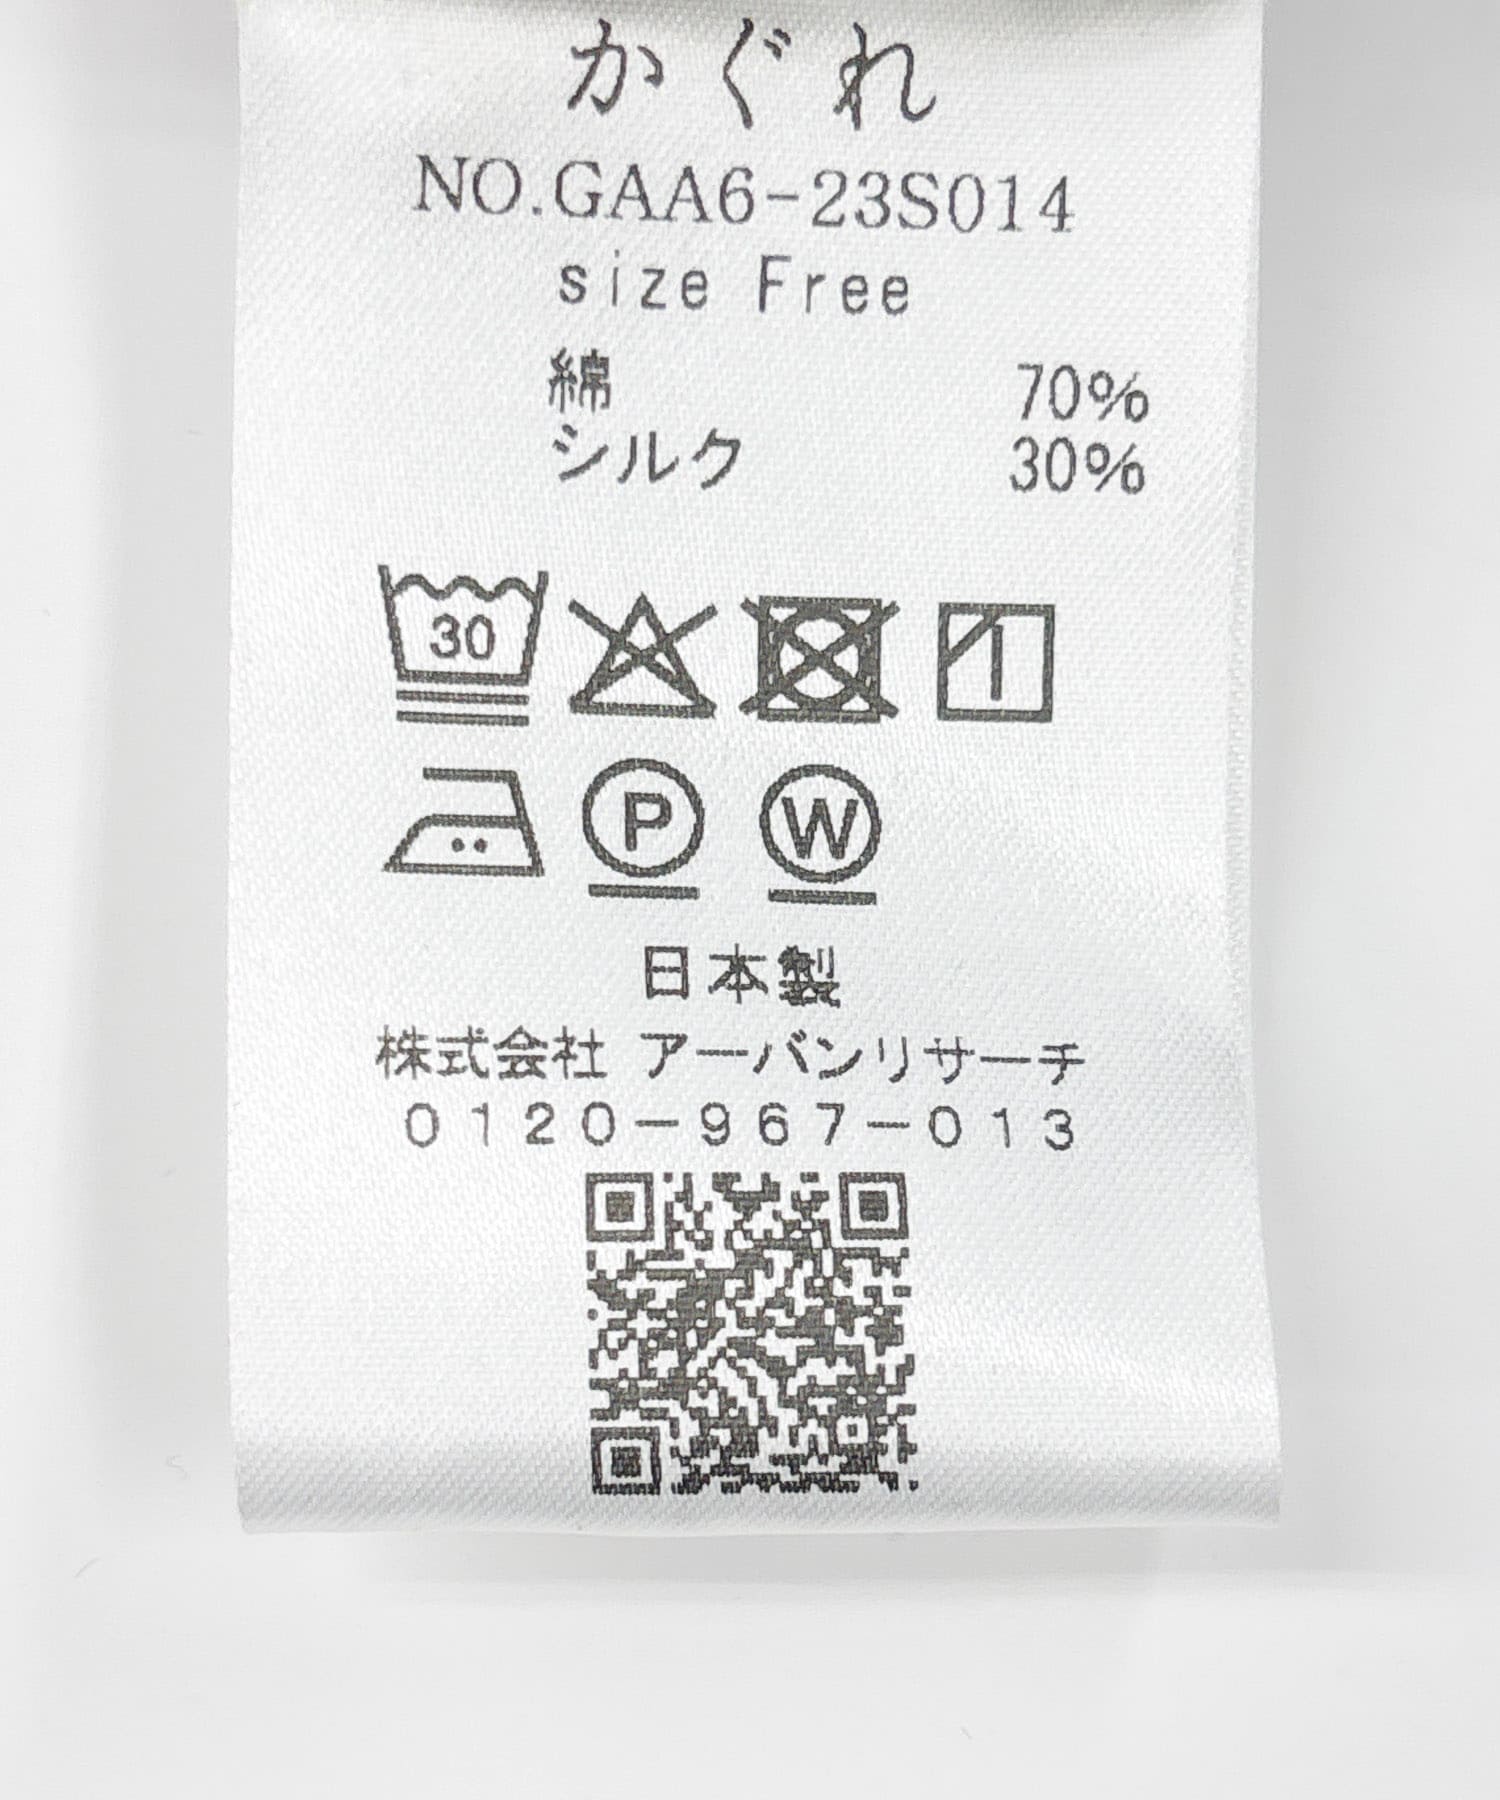 かぐれ
NO.GAA6-23S014
size Free
綿 70%
シルク 30%
30
P W
日本製
株式会社 アーバンリサーチ
0120-967-013